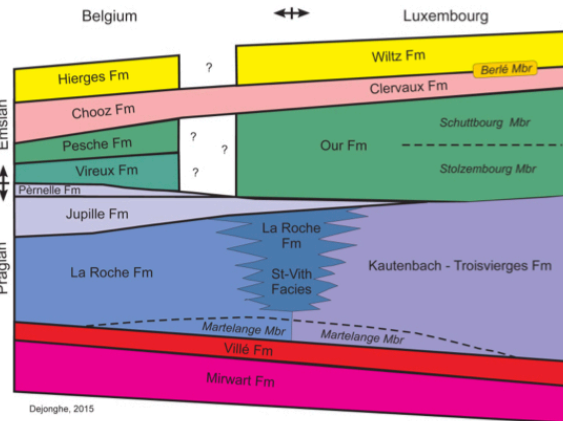 Belgium
Luxembourg
Hierges Fm
?
Wiltz Fm
Berlé Mbr
Chooz Fm
Clervaux Fm
Emsian
Pesche Fm
?
?
Schuttbourg Mbr
Our Fm
Vireux Fm
?
Stolzembourg Mbr
Pèrnelle Fm
Jupille Fm
Pragian
La Roche Fm
La Roche
Fm
St-Vith
Facies
Kautenbach - Troisvierges Fm
Martelange Mbr
Martelange Mbr
Villé Fm
Mirwart Fm
Dejonghe, 2015